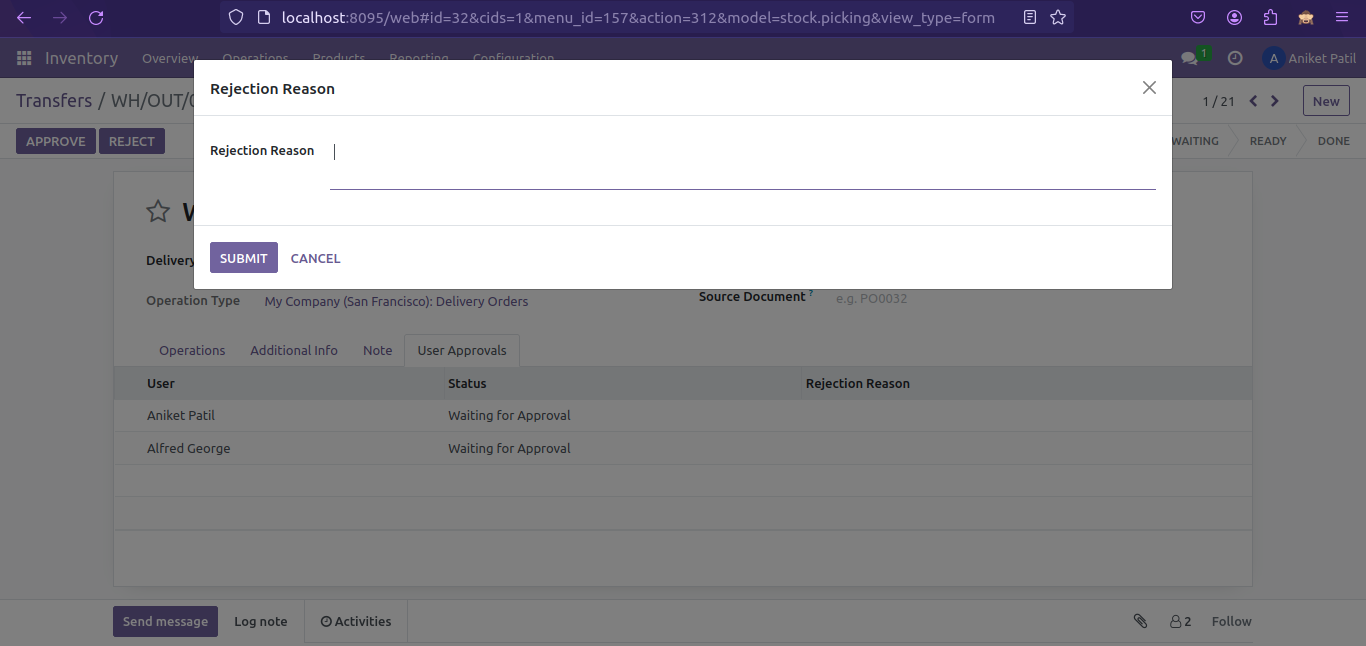 localhost:8095/web#id=32&cids=1&menu_id=157&action=312&model=stock.picking&view_type=form
Inventory Overview Operations Products Reporting Configuration 1 A Aniket Patil
Transfers / WH/OUT/ 1 / 21 New
APPROVE REJECT WAITING READY DONE
Rejection Reason
Rejection Reason
SUBMIT CANCEL
Delivery
Operation Type My Company (San Francisco): Delivery Orders Source Document ? e.g. PO0032
Operations Additional Info Note User Approvals
User Status Rejection Reason
Aniket Patil Waiting for Approval
Alfred George Waiting for Approval
Send message Log note Activities 2 Follow